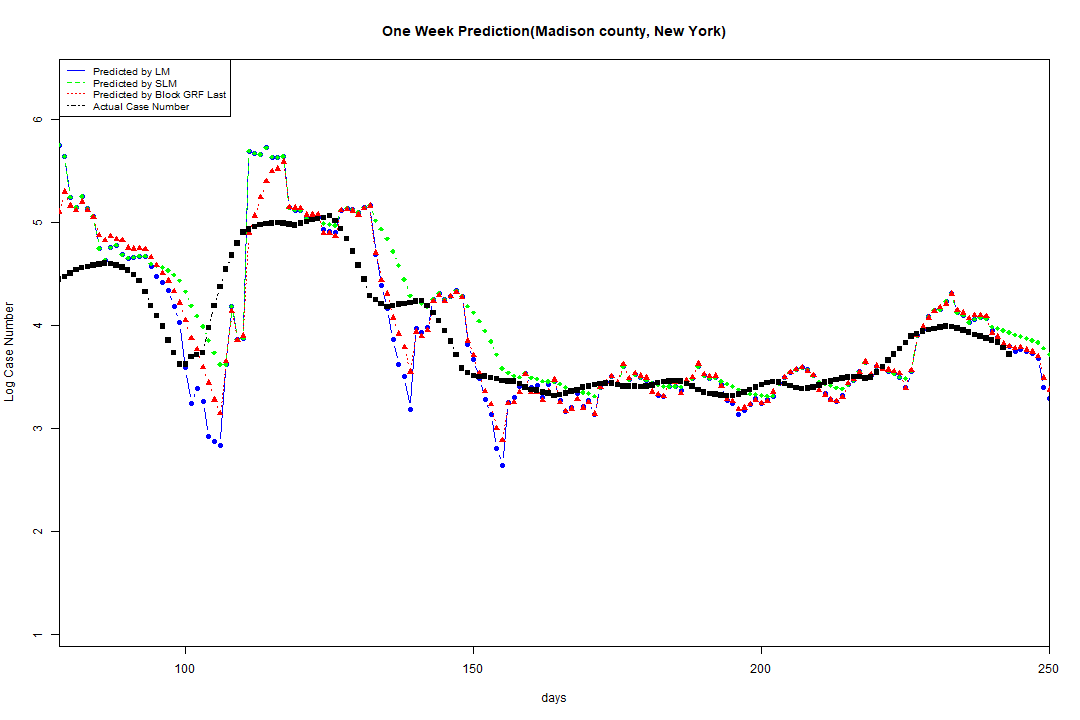 One Week Prediction(Madison county, New York)
Predicted by LM
Predicted by SLM
Predicted by Block GRF Last
Actual Case Number
Log Case Number
6
5
4
3
2
1
100 150 200 250
days